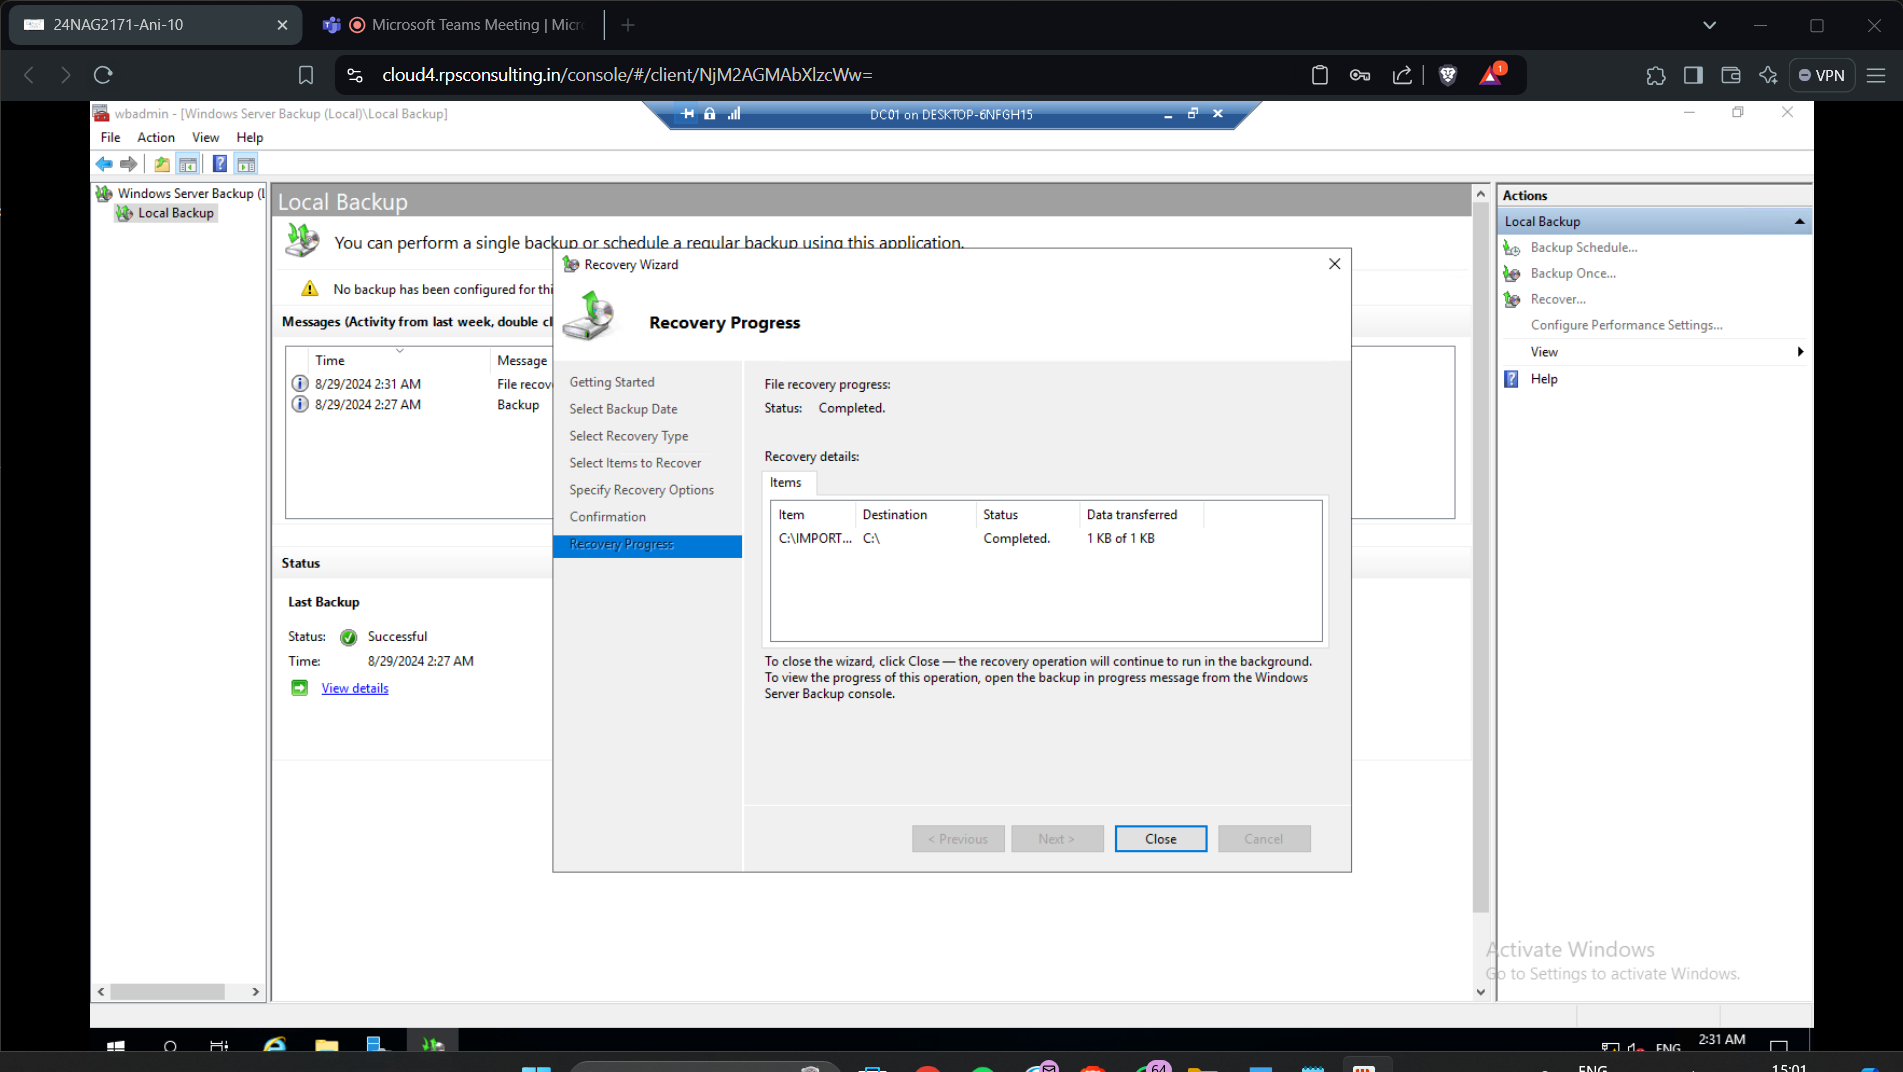 24NAG2171-Ani-10
Microsoft Teams Meeting | Micr
cloud4.rpsconsulting.in/console/#/client/NjM2AGMAbXlzcWw=
1
VPN
wbadmin - [Windows Server Backup (Local)\Local Backup]
DC01 on DESKTOP-6NFGH15
File Action View Help
Windows Server Backup (L
Local Backup
Local Backup
You can perform a single backup or schedule a regular backup using this application.
No backup has been configured for thi
Messages (Activity from last week, double cl
Time Message
8/29/2024 2:31 AM File recov
8/29/2024 2:27 AM Backup
Status
Last Backup
Status: Successful
Time: 8/29/2024 2:27 AM
View details
Recovery Wizard
Recovery Progress
Getting Started
Select Backup Date
Select Recovery Type
Select Items to Recover
Specify Recovery Options
Confirmation
Recovery Progress
File recovery progress:
Status: Completed.
Recovery details:
Items
Item Destination Status Data transferred
C:\IMPORT... C:\ Completed. 1 KB of 1 KB
To close the wizard, click Close — the recovery operation will continue to run in the background.
To view the progress of this operation, open the backup in progress message from the Windows
Server Backup console.
< Previous Next > Close Cancel
Actions
Local Backup
Backup Schedule...
Backup Once...
Recover...
Configure Performance Settings...
View
Help
Activate Windows
Go to Settings to activate Windows.
ENG
2:31 AM
64
ENG
15:01